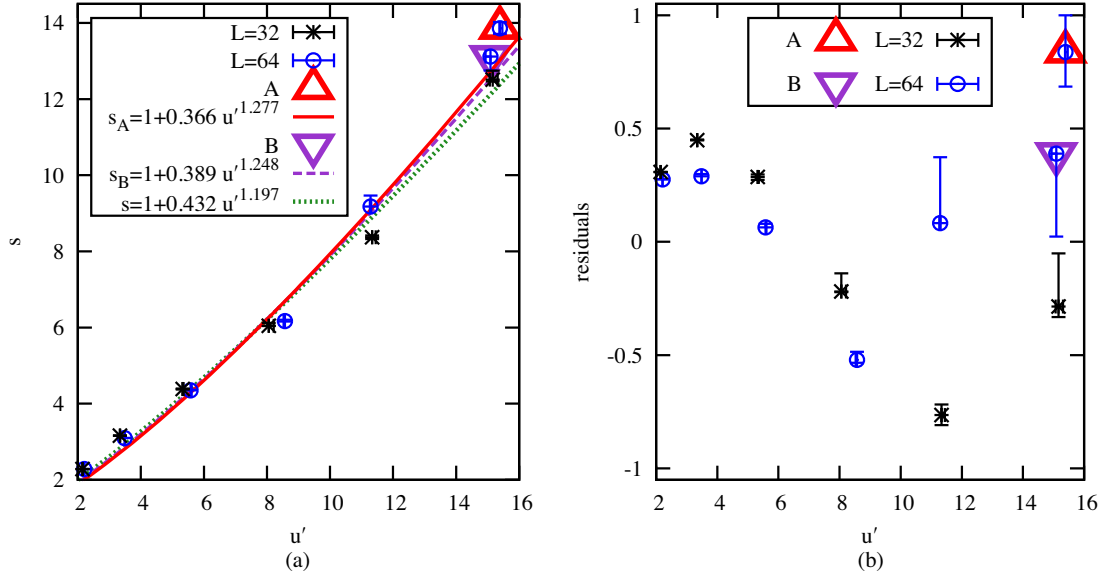 14
12
10
8
6
4
2
s
L=32
L=64
A
s_A=1+0.366 u′^1.277
B
s_B=1+0.389 u′^1.248
s=1+0.432 u′^1.197
2 4 6 8 10 12 14 16
u′
(a)
1
0.5
0
-0.5
-1
residuals
A L=32
B L=64
2 4 6 8 10 12 14 16
u′
(b)